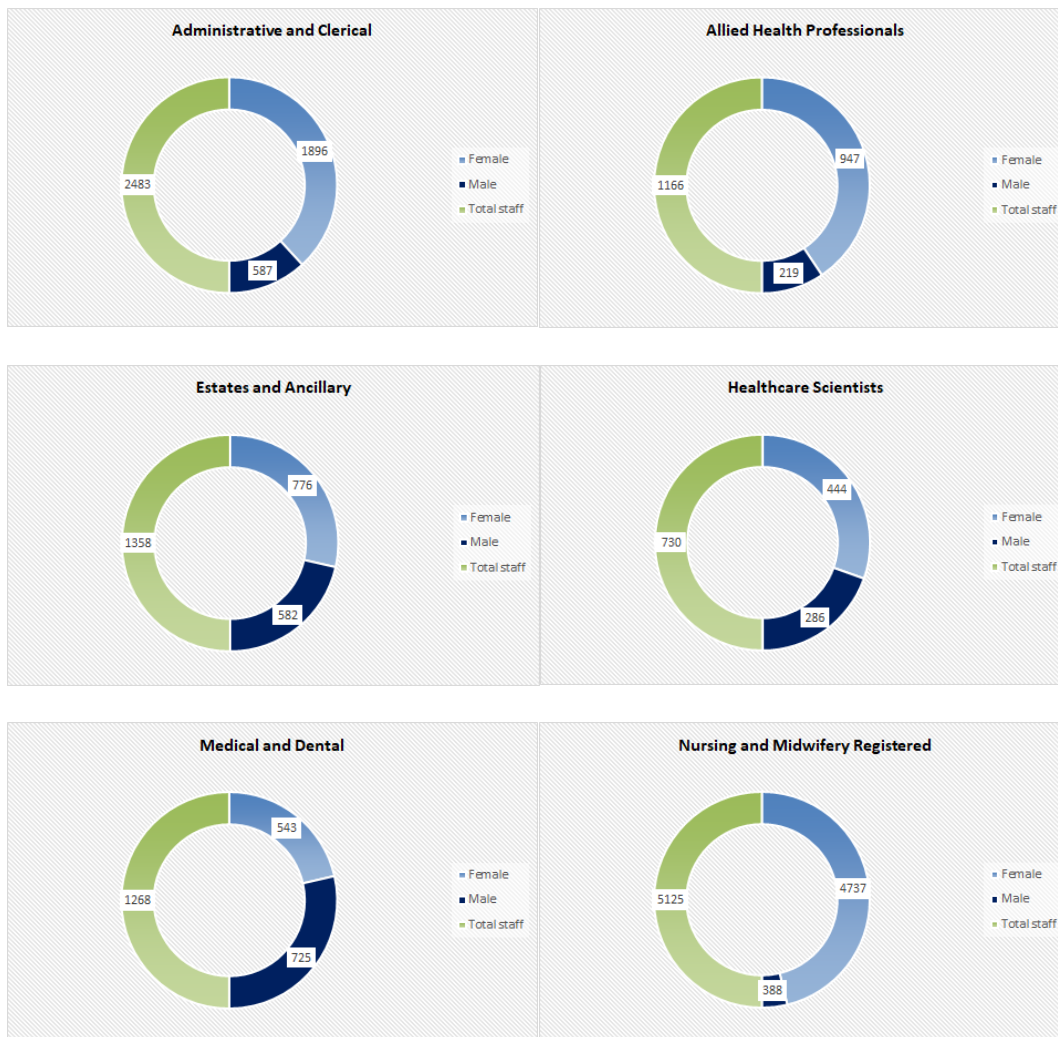 Administrative and Clerical
1896
2483
587
Female
Male
Total staff
Allied Health Professionals
947
1166
219
Female
Male
Total staff
Estates and Ancillary
776
1358
582
Female
Male
Total staff
Healthcare Scientists
444
730
286
Female
Male
Total staff
Medical and Dental
543
1268
725
Female
Male
Total staff
Nursing and Midwifery Registered
4737
5125
388
Female
Male
Total staff